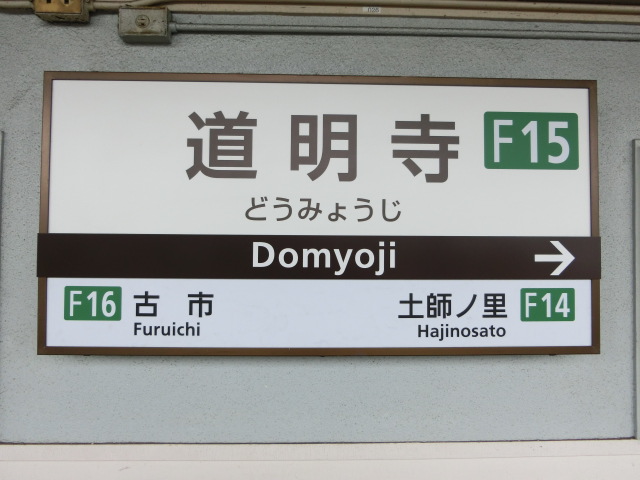 道明寺 F15
どうみょうじ
Domyoji →
F16 古市 土師ノ里 F14
Furuichi Hajinosato